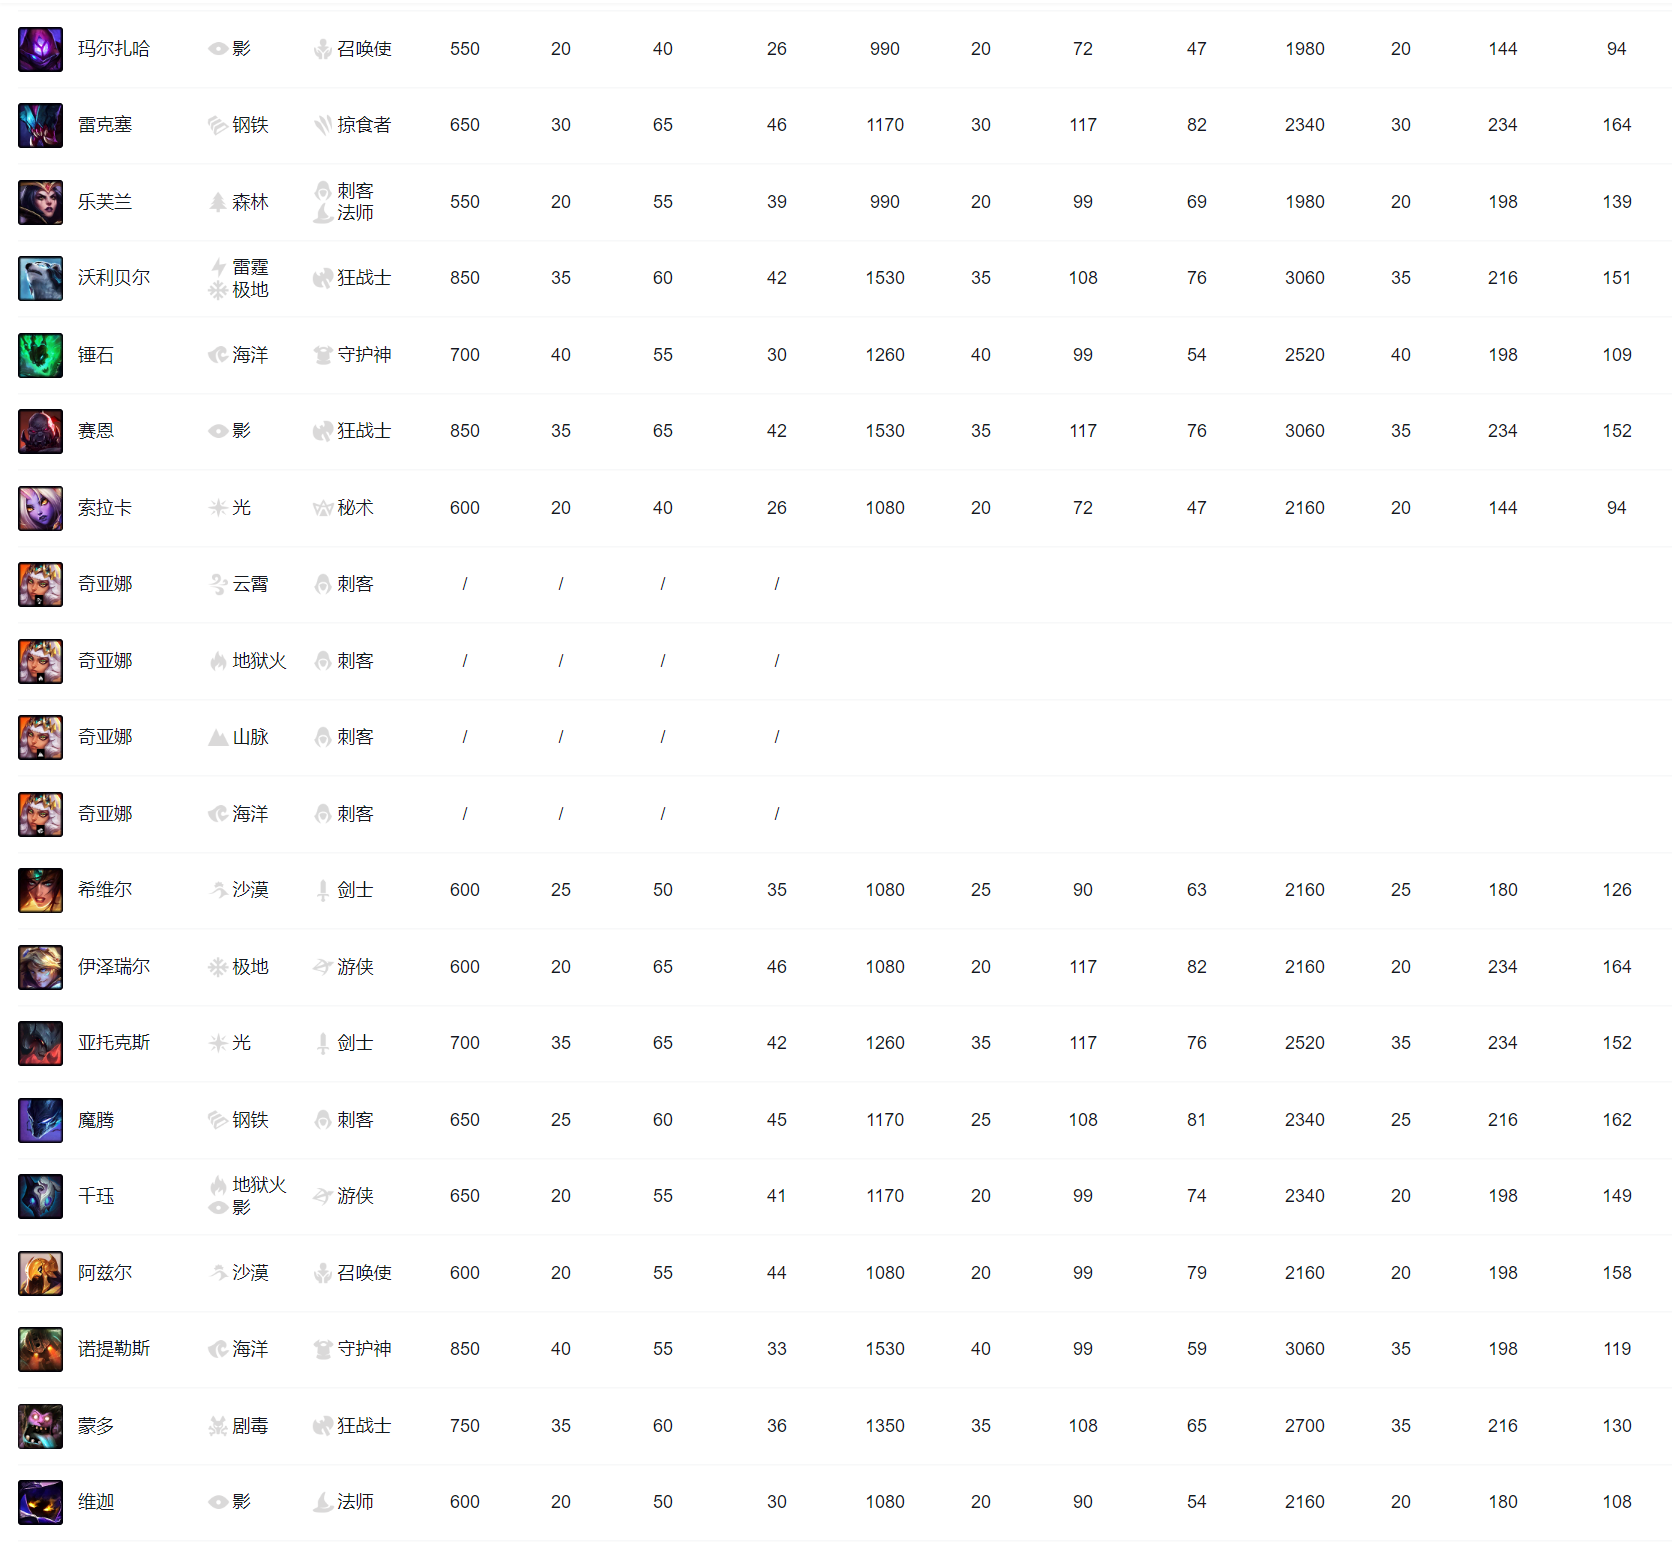 玛尔扎哈 影 召唤使 550 20 40 26 990 20 72 47 1980 20 144 94
雷克塞 钢铁 掠食者 650 30 65 46 1170 30 117 82 2340 30 234 164
乐芙兰 森林 刺客 法师 550 20 55 39 990 20 99 69 1980 20 198 139
沃利贝尔 雷霆 极地 狂战士 850 35 60 42 1530 35 108 76 3060 35 216 151
锤石 海洋 守护神 700 40 55 30 1260 40 99 54 2520 40 198 109
赛恩 影 狂战士 850 35 65 42 1530 35 117 76 3060 35 234 152
索拉卡 光 秘术 600 20 40 26 1080 20 72 47 2160 20 144 94
奇亚娜 云霄 刺客 / / / /
奇亚娜 地狱火 刺客 / / / /
奇亚娜 山脉 刺客 / / / /
奇亚娜 海洋 刺客 / / / /
希维尔 沙漠 剑士 600 25 50 35 1080 25 90 63 2160 25 180 126
伊泽瑞尔 极地 游侠 600 20 65 46 1080 20 117 82 2160 20 234 164
亚托克斯 光 剑士 700 35 65 42 1260 35 117 76 2520 35 234 152
魔腾 钢铁 刺客 650 25 60 45 1170 25 108 81 2340 25 216 162
千珏 地狱火 影 游侠 650 20 55 41 1170 20 99 74 2340 20 198 149
阿兹尔 沙漠 召唤使 600 20 55 44 1080 20 99 79 2160 20 198 158
诺提勒斯 海洋 守护神 850 40 55 33 1530 40 99 59 3060 35 198 119
蒙多 剧毒 狂战士 750 35 60 36 1350 35 108 65 2700 35 216 130
维迦 影 法师 600 20 50 30 1080 20 90 54 2160 20 180 108